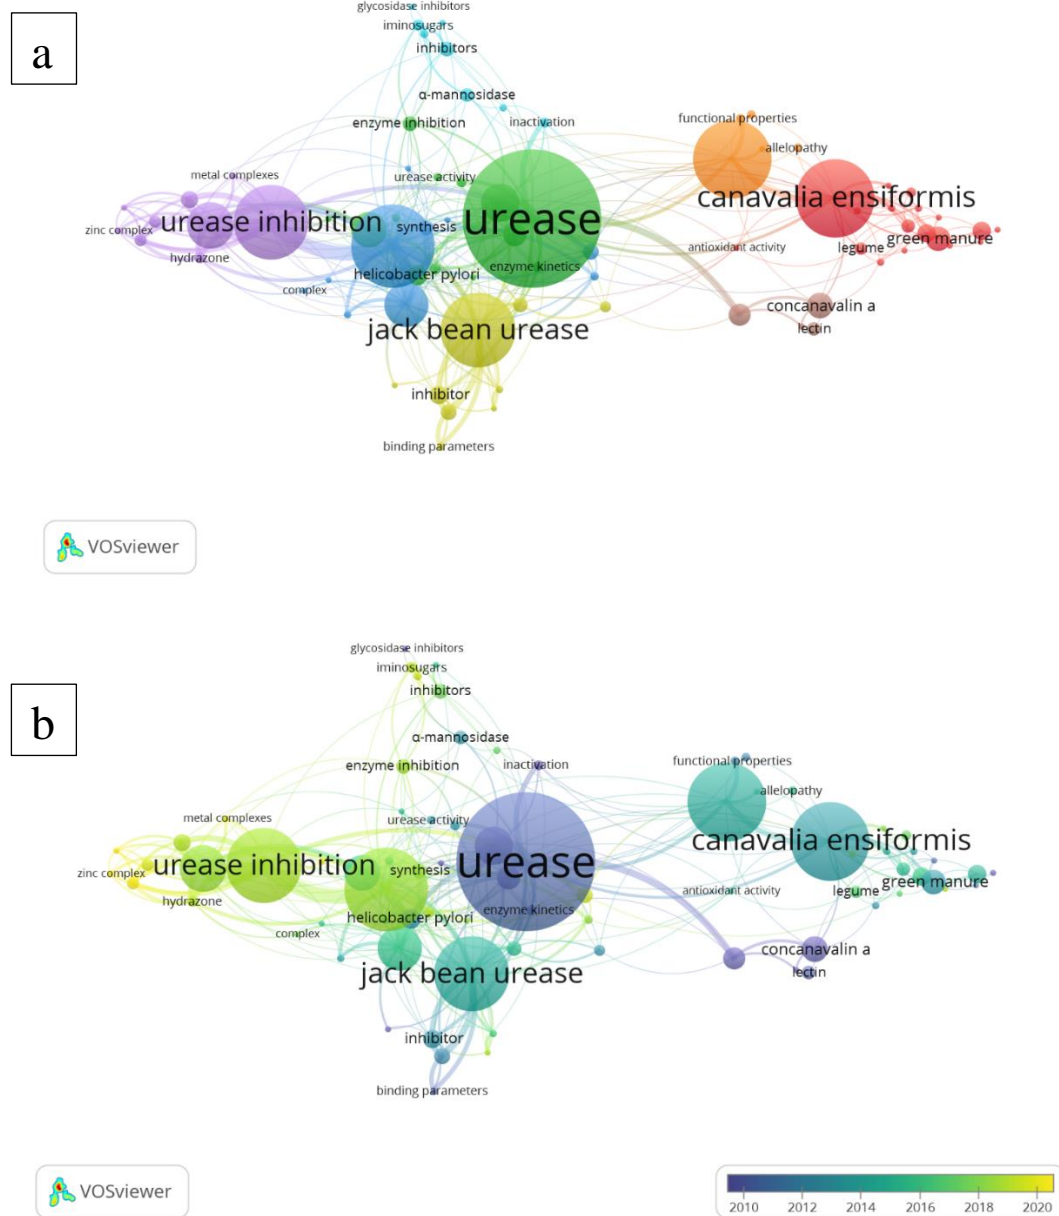 a
glycosidase inhibitors
iminosugars
inhibitors
α-mannosidase
enzyme inhibition
inactivation
functional properties
allelopathy
metal complexes
urease activity
canavalia ensiformis
urease inhibition
synthesis
urease
zinc complex
green manure
legume
antioxidant activity
hydrazone
helicobacter pylori
enzyme kinetics
complex
concanavalin a
jack bean urease
lectin
inhibitor
binding parameters
VOSviewer
b
glycosidase inhibitors
iminosugars
inhibitors
α-mannosidase
enzyme inhibition
inactivation
functional properties
allelopathy
metal complexes
urease activity
canavalia ensiformis
urease inhibition
synthesis
urease
zinc complex
green manure
legume
antioxidant activity
hydrazone
helicobacter pylori
enzyme kinetics
complex
concanavalin a
jack bean urease
lectin
inhibitor
binding parameters
VOSviewer
2010 2012 2014 2016 2018 2020